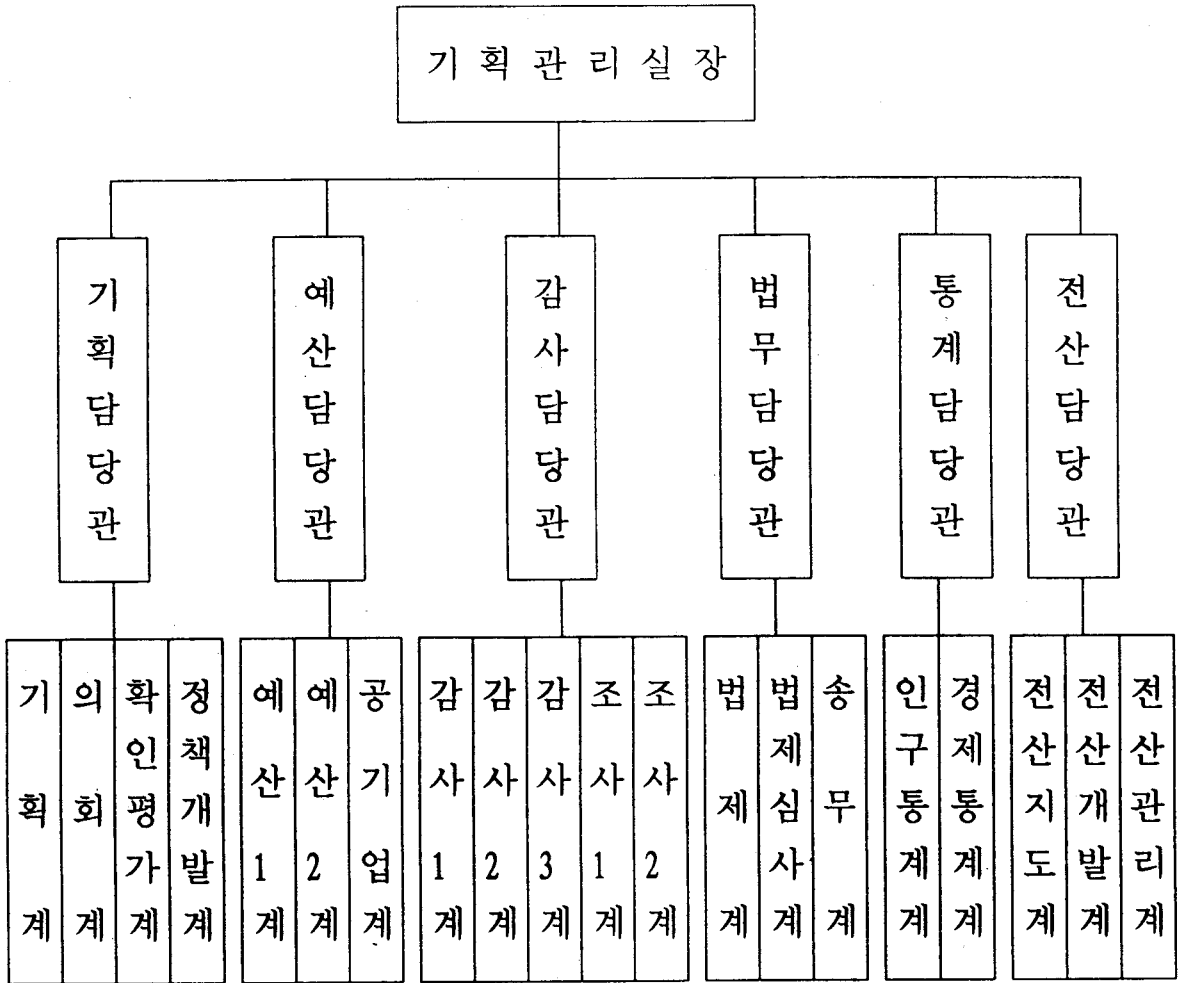 기획관리실장
기획담당관
예산담당관
감사담당관
법무담당관
통계담당관
전산담당관
기획계
의회계
확인평가계
정책개발계
예산1계
예산2계
공기업계
감사1계
감사2계
감사3계
조사1계
조사2계
법제계
법제심사계
송무계
인구통계계
경제통계계
전산지도계
전산개발계
전산관리계